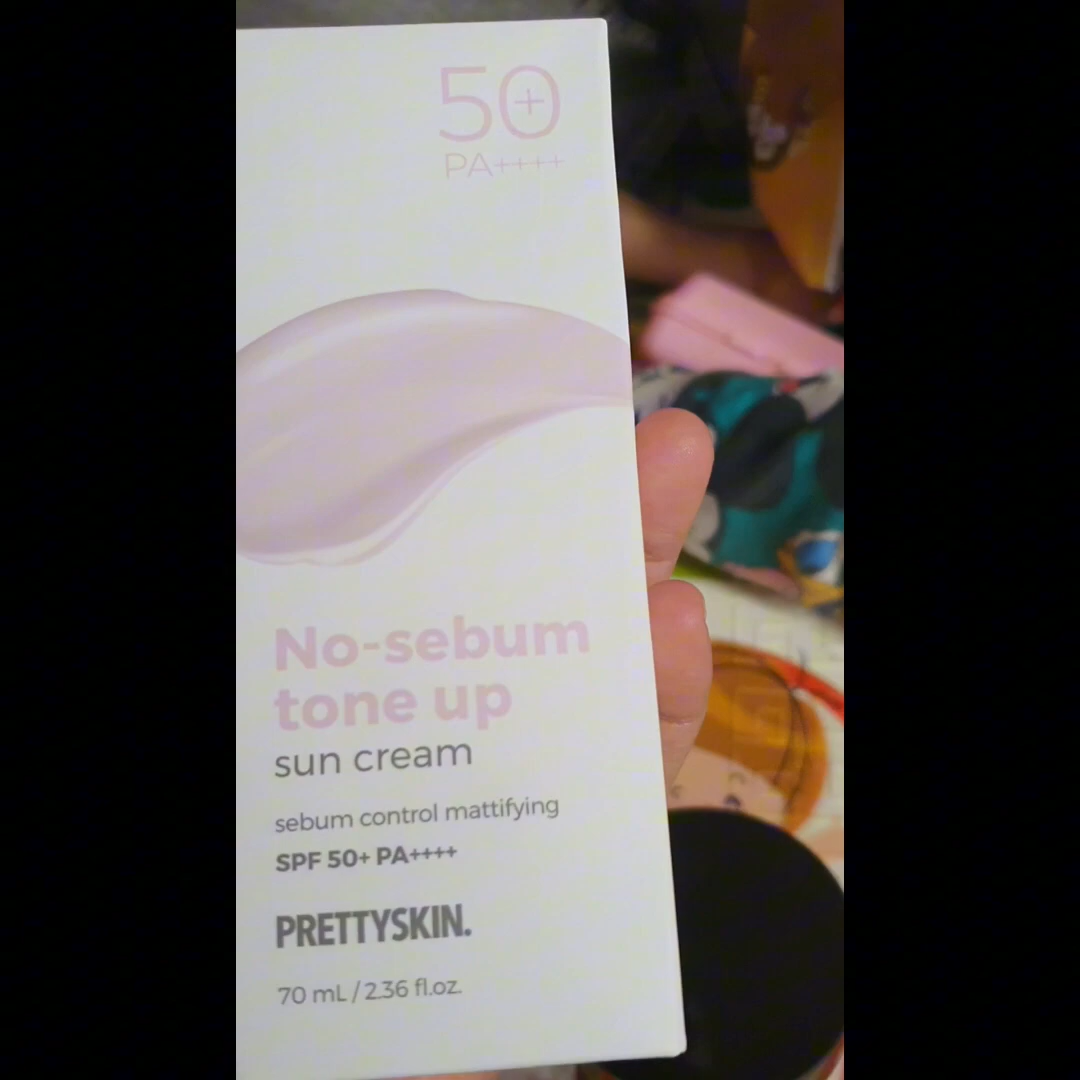 50+
PA++++
No-sebum
tone up
sun cream
sebum control mattifying
SPF 50+ PA++++
PRETTYSKIN.
70 mL / 2.36 fl.oz.